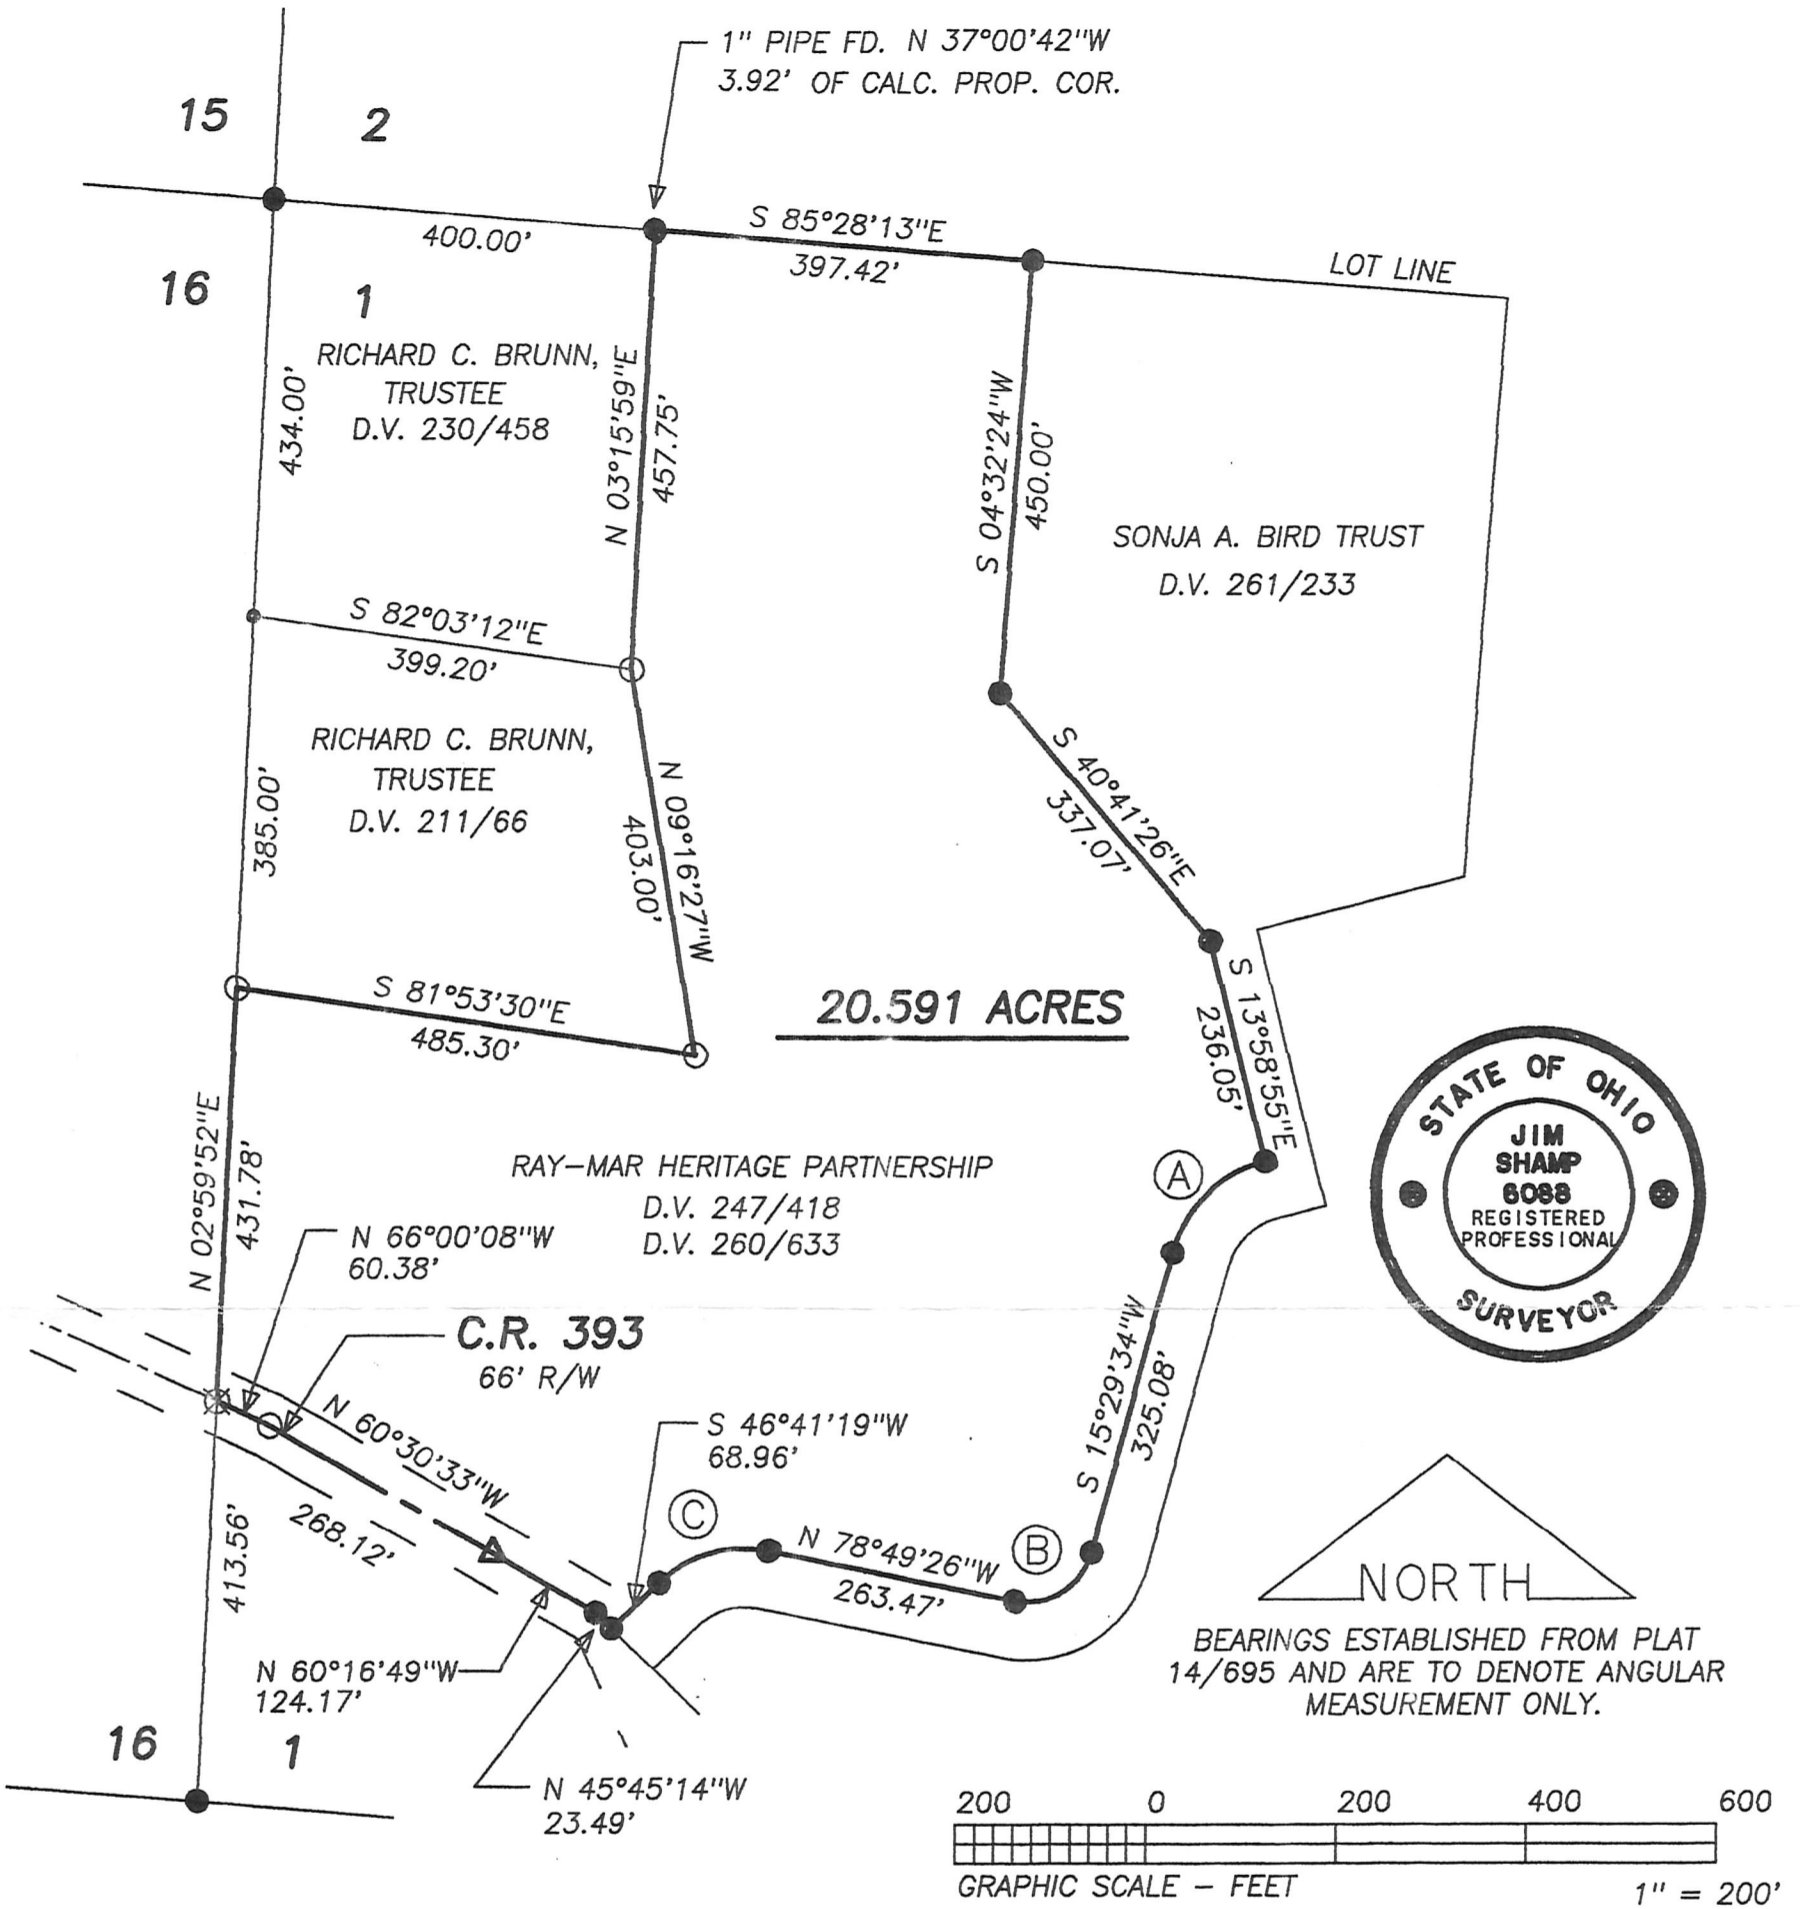 1" PIPE FD. N 37°00'42"W
3.92' OF CALC. PROP. COR.
15
2
S 85°28'13"E
400.00'
397.42'
LOT LINE
16
1
RICHARD C. BRUNN,
TRUSTEE
D.V. 230/458
434.00'
N 03°15'59"E
457.75'
S 04°32'24"W
450.00'
SONJA A. BIRD TRUST
D.V. 261/233
S 82°03'12"E
399.20'
RICHARD C. BRUNN,
TRUSTEE
D.V. 211/66
385.00'
N 09°16'27"W
403.00'
S 40°41'26"E
337.07'
S 81°53'30"E
485.30'
20.591 ACRES
S 13°58'55"E
236.05'
N 02°59'52"E
431.78'
RAY-MAR HERITAGE PARTNERSHIP
D.V. 247/418
D.V. 260/633
A
STATE OF OHIO
JIM
SHAMP
6088
REGISTERED
PROFESSIONAL
SURVEYOR
N 66°00'08"W
60.38'
C.R. 393
66' R/W
N 60°30'33"W
268.12'
S 46°41'19"W
68.96'
S 15°29'34"W
325.08'
C
N 78°49'26"W
263.47'
B
413.56'
NORTH
BEARINGS ESTABLISHED FROM PLAT
14/695 AND ARE TO DENOTE ANGULAR
MEASUREMENT ONLY.
N 60°16'49"W
124.17'
16
1
N 45°45'14"W
23.49'
200 0 200 400 600
GRAPHIC SCALE - FEET
1" = 200'